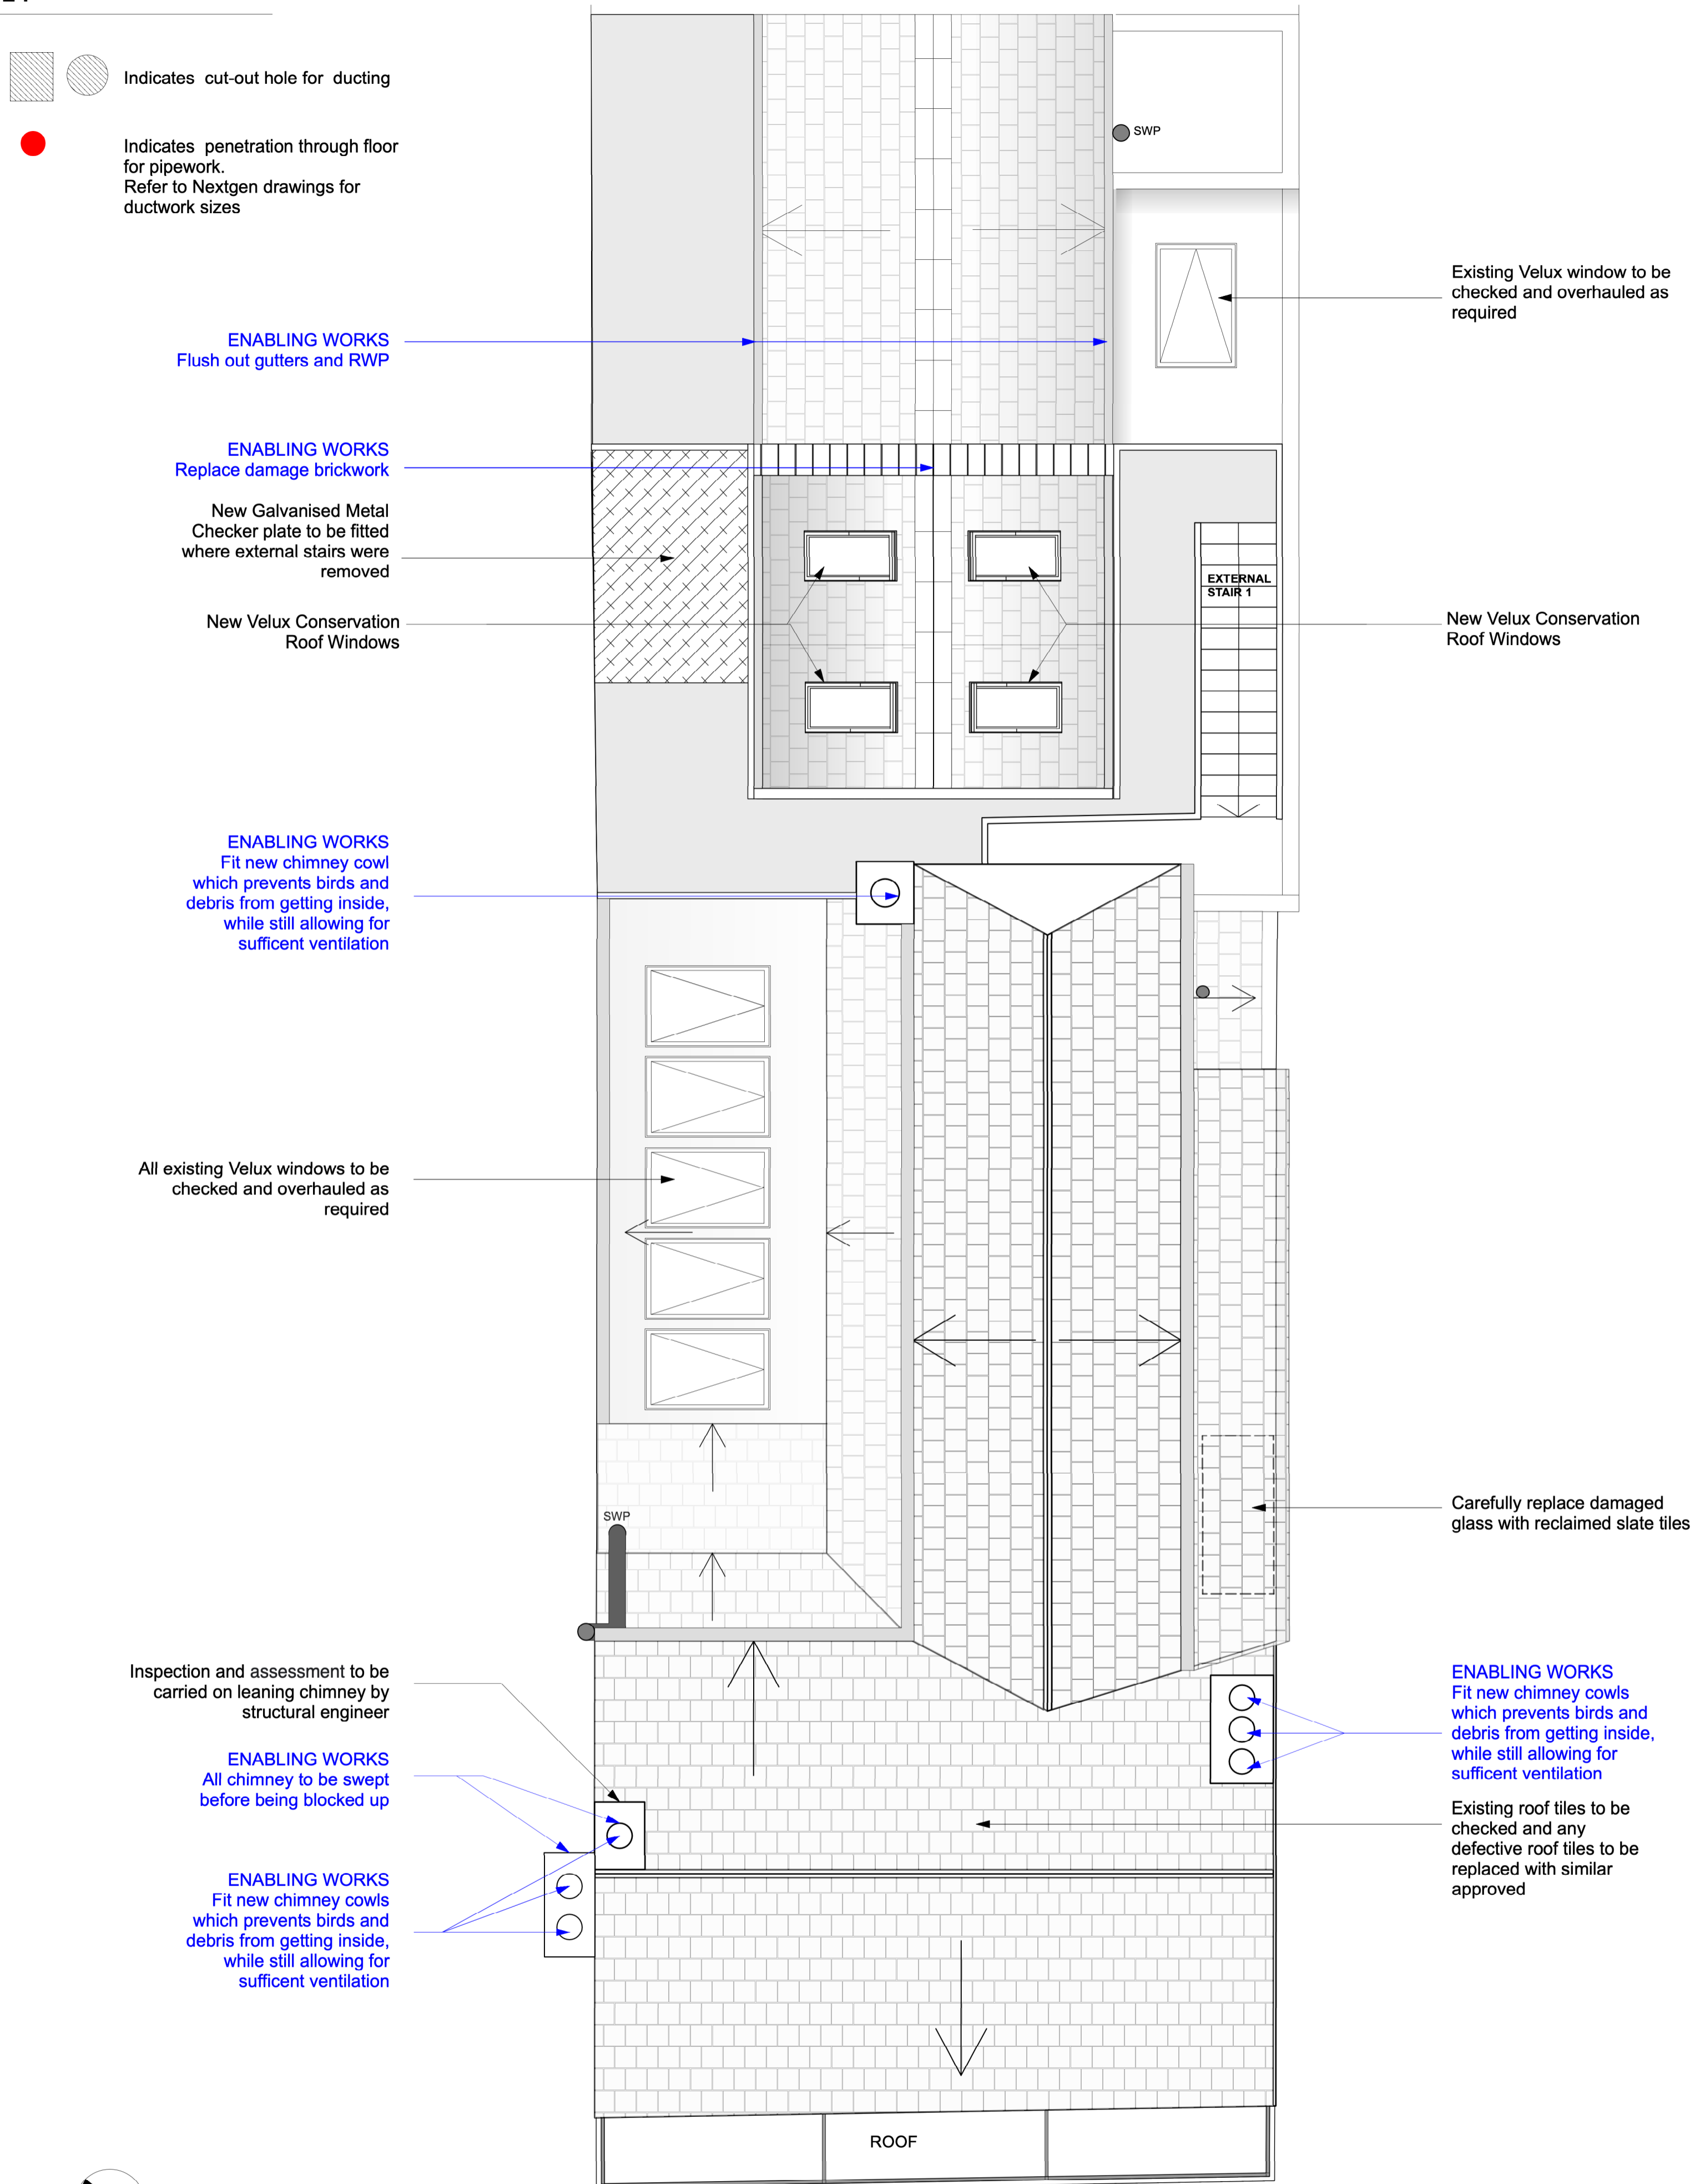 Indicates cut-out hole for ducting
Indicates penetration through floor
for pipework.
Refer to Nextgen drawings for
ductwork sizes
SWP
Existing Velux window to be
checked and overhauled as
required
ENABLING WORKS
Flush out gutters and RWP
ENABLING WORKS
Replace damage brickwork
New Galvanised Metal
Checker plate to be fitted
where external stairs were
removed
EXTERNAL
STAIR 1
New Velux Conservation
Roof Windows
New Velux Conservation
Roof Windows
ENABLING WORKS
Fit new chimney cowl
which prevents birds and
debris from getting inside,
while still allowing for
sufficent ventilation
All existing Velux windows to be
checked and overhauled as
required
Carefully replace damaged
glass with reclaimed slate tiles
SWP
Inspection and assessment to be
carried on leaning chimney by
structural engineer
ENABLING WORKS
Fit new chimney cowls
which prevents birds and
debris from getting inside,
while still allowing for
sufficent ventilation
ENABLING WORKS
All chimney to be swept
before being blocked up
Existing roof tiles to be
checked and any
defective roof tiles to be
replaced with similar
approved
ENABLING WORKS
Fit new chimney cowls
which prevents birds and
debris from getting inside,
while still allowing for
sufficent ventilation
ROOF